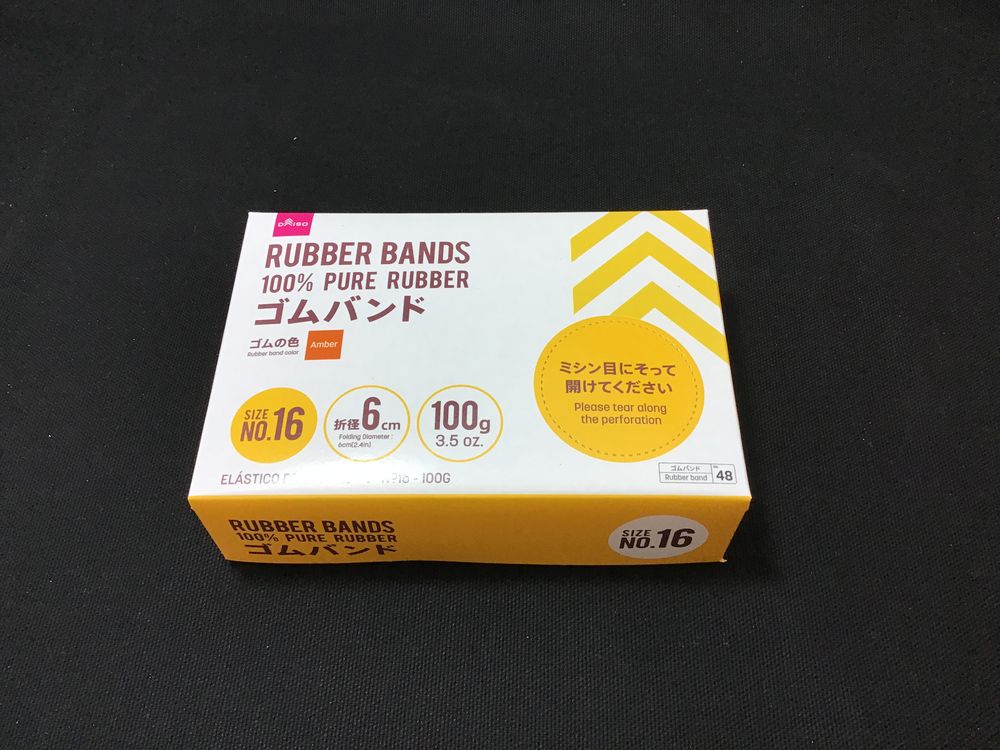 DAISO
RUBBER BANDS
100% PURE RUBBER
ゴムバンド
ゴムの色
Rubber band color
Amber
SIZE
NO.16
折径6cm
Folding Diameter :
6cm(2.4in)
100g
3.5 oz.
ミシン目にそって
開けてください
Please tear along
the perforation
ELÁSTICO - 100G
ゴムバンド
Rubber band
No.
48
RUBBER BANDS
100% PURE RUBBER
ゴムバンド
SIZE
NO.16